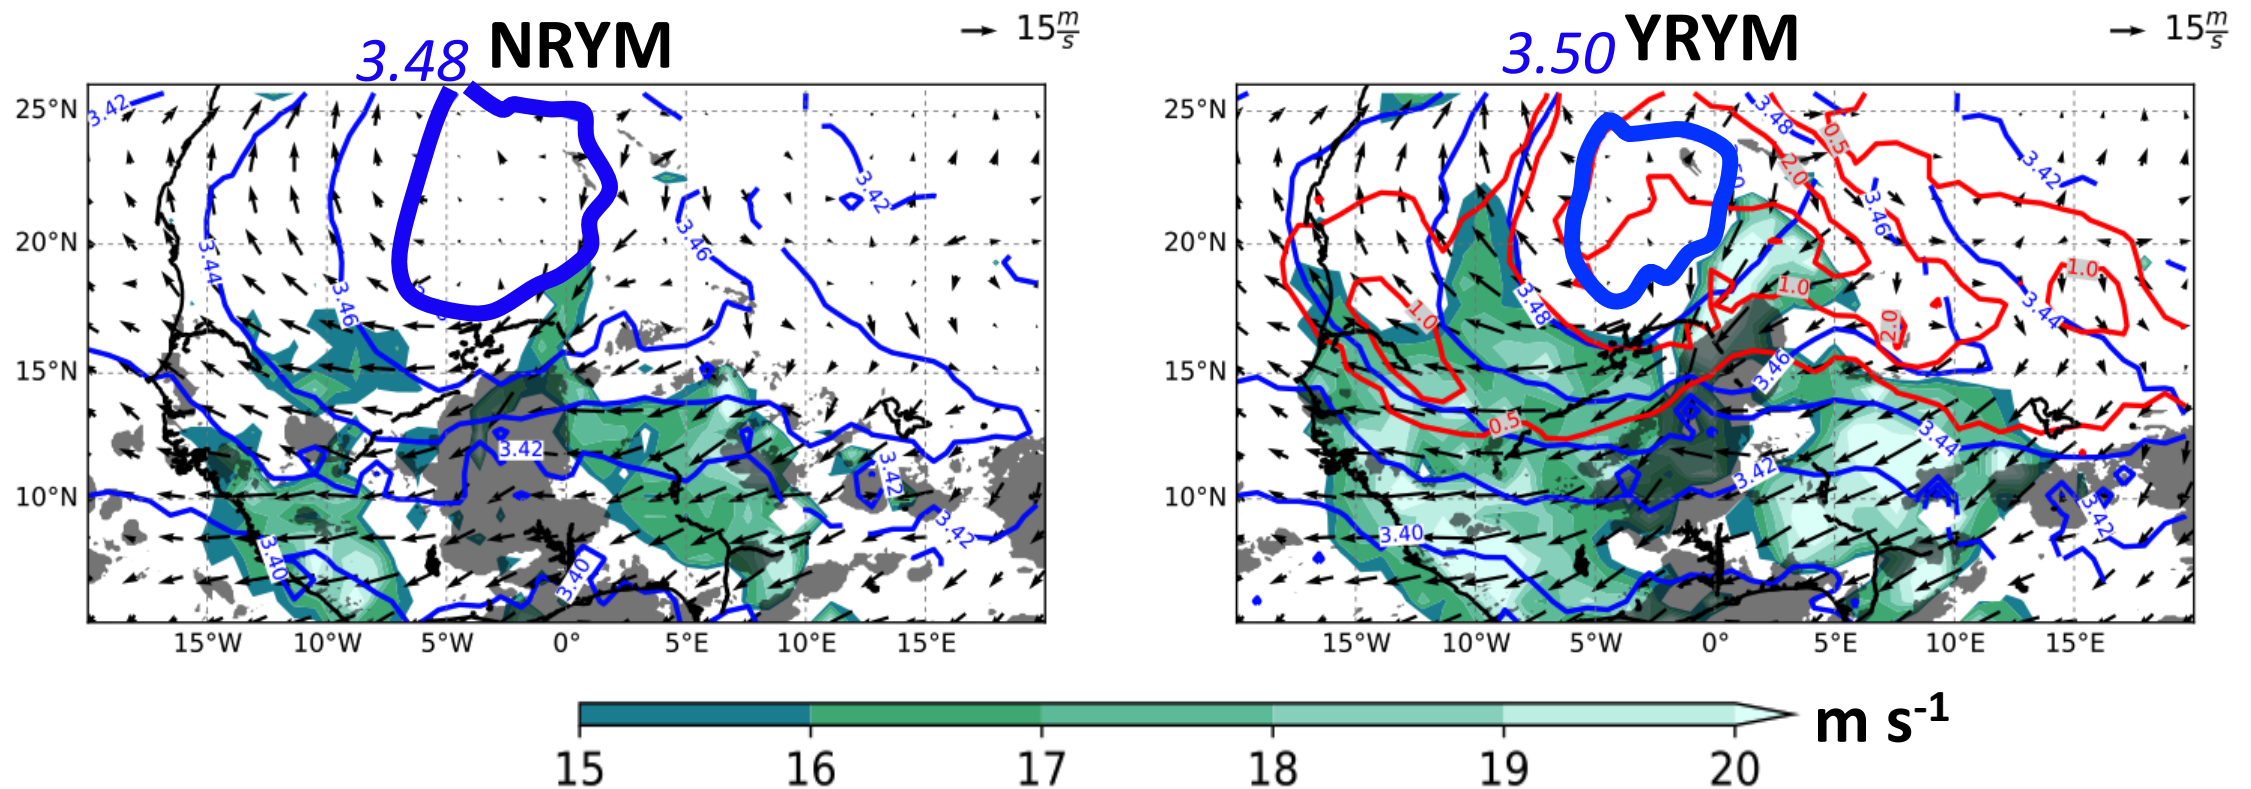 3.48 NRYM 15 m/s
3.50 YRYM 15 m/s
25°N 3.42
20°N 3.44 3.46 3.46 3.42
15°N
3.42 3.42
10°N 3.42
3.40 3.40
15°W 10°W 5°W 0° 5°E 10°E 15°E
25°N 3.48 0.5
2.0 3.42
20°N 3.46
1.0 3.48 1.0 2.0 3.44 1.0
15°N 3.46
0.5 3.44
10°N 3.42 3.42
3.40
15°W 10°W 5°W 0° 5°E 10°E 15°E
m s-1
15 16 17 18 19 20